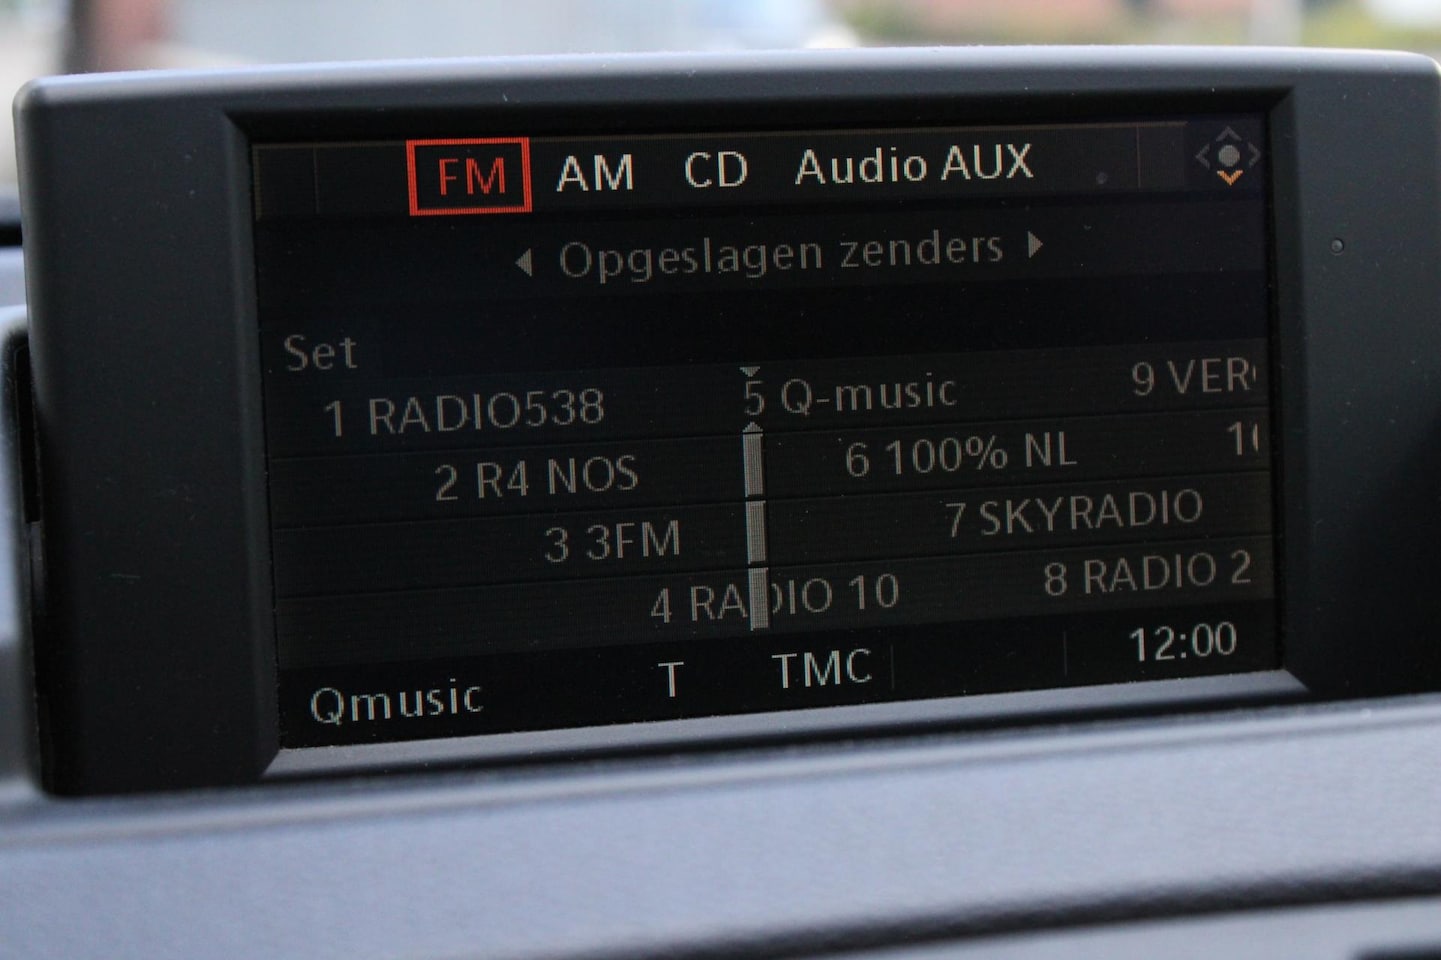 FM AM CD Audio AUX
Opgeslagen zenders
Set
1 RADIO538 5 Q-music 9
2 R4 NOS 6 100% NL
3 3FM 7 SKYRADIO
4 RADIO 10 8 RADIO 2
Qmusic T TMC 12:00